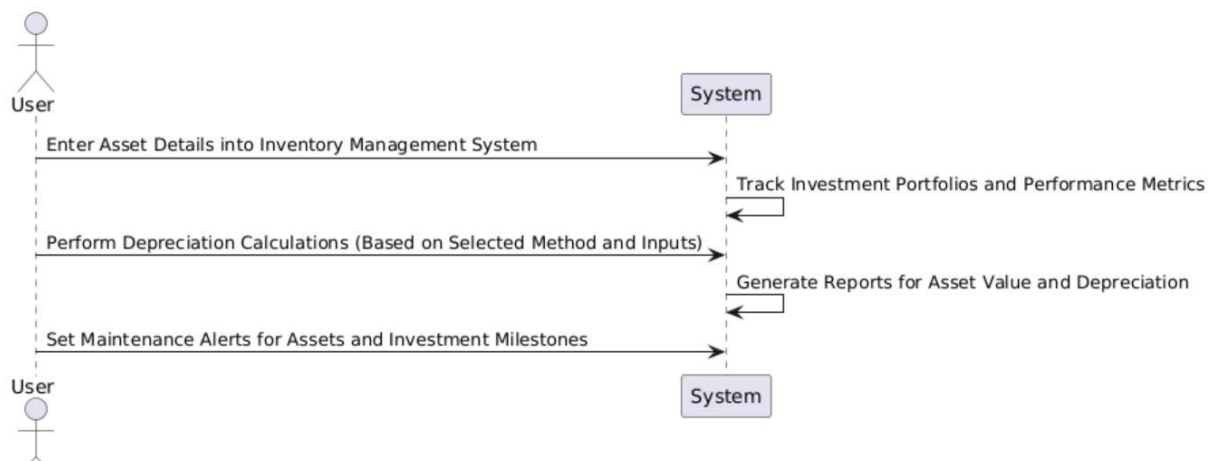 User
System
Enter Asset Details into Inventory Management System
Track Investment Portfolios and Performance Metrics
Perform Depreciation Calculations (Based on Selected Method and Inputs)
Generate Reports for Asset Value and Depreciation
Set Maintenance Alerts for Assets and Investment Milestones
User
System